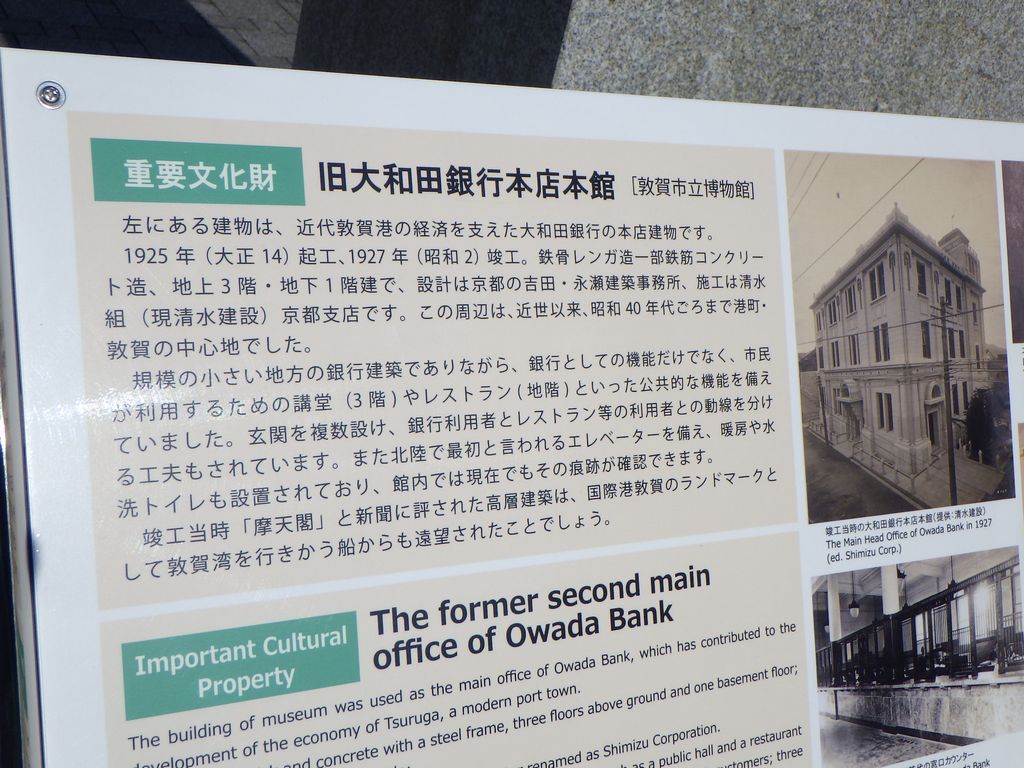 重要文化財 旧大和田銀行本店本館 [敦賀市立博物館]
左にある建物は、近代敦賀港の経済を支えた大和田銀行の本店建物です。
1925年（大正14）起工、1927年（昭和2）竣工。鉄骨レンガ造一部鉄筋コンクリー
ト造、地上3階・地下1階建で、設計は京都の吉田・永瀬建築事務所、施工は清水
組（現清水建設）京都支店です。この周辺は、近世以来、昭和40年代ごろまで港町・
敦賀の中心地でした。
規模の小さい地方の銀行建築でありながら、銀行としての機能だけでなく、市民
が利用するための講堂（3階）やレストラン(地階)といった公共的な機能を備え
ていました。玄関を複数設け、銀行利用者とレストラン等の利用者との動線を分け
る工夫もされています。また北陸で最初と言われるエレベーターを備え、暖房や水
洗トイレも設置されており、館内では現在でもその痕跡が確認できます。
竣工当時「摩天閣」と新聞に評された高層建築は、国際港敦賀のランドマークと
して敦賀湾を行きかう船からも遠望されたことでしょう。
Important Cultural
Property
The former second main
office of Owada Bank
The building of museum was used as the main office of Owada Bank, which has contributed to the
development of the economy of Tsuruga, a modern port town.
and concrete with a steel frame, three floors above ground and one basement floor;
renamed as Shimizu Corporation.
as a public hall and a restaurant
customers; three
竣工当時の大和田銀行本店本館(提供:清水建設)
The Main Head Office of Owada Bank in 1927
(ed. Shimizu Corp.)
の窓口カウンター
Bank